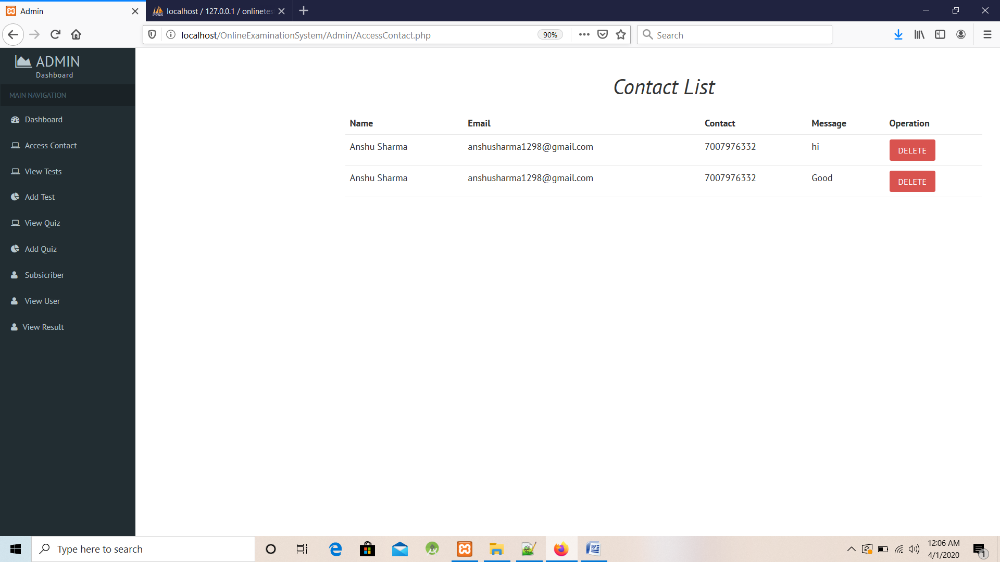 Admin
localhost / 127.0.0.1 / onlinetes
localhost/OnlineExaminationSystem/Admin/AccessContact.php
90%
Search
ADMIN
Dashboard
MAIN NAVIGATION
Dashboard
Access Contact
View Tests
Add Test
View Quiz
Add Quiz
Subsicriber
View User
View Result
Contact List
Name Email Contact Message Operation
Anshu Sharma anshusharma1298@gmail.com 7007976332 hi DELETE
Anshu Sharma anshusharma1298@gmail.com 7007976332 Good DELETE
Type here to search
12:06 AM
4/1/2020
1